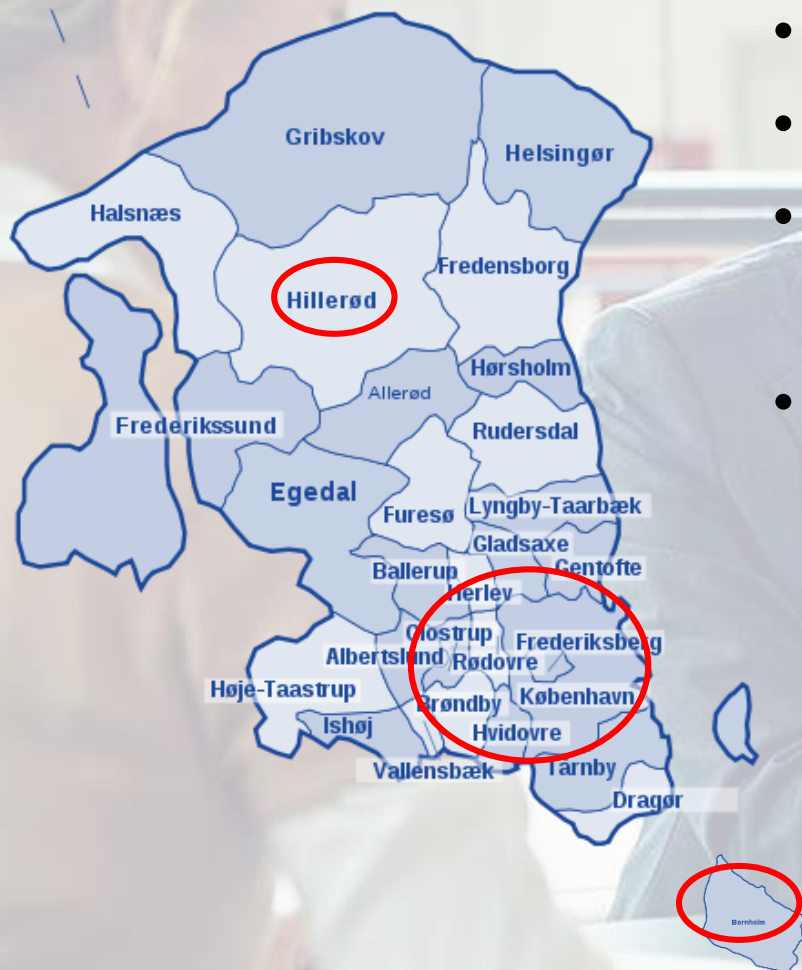 Gribskov
Helsingør
Halsnæs
Fredensborg
Hillerød
Hørsholm
Allerød
Frederikssund
Rudersdal
Egedal
Lyngby-Taarbæk
Furesø
Gladsaxe
Gentofte
Ballerup
Herlev
Glostrup
Frederiksberg
Albertslund
Rødovre
Høje-Taastrup
København
Brøndby
Ishøj
Hvidovre
Vallensbæk
Tårnby
Dragør
Bornholm